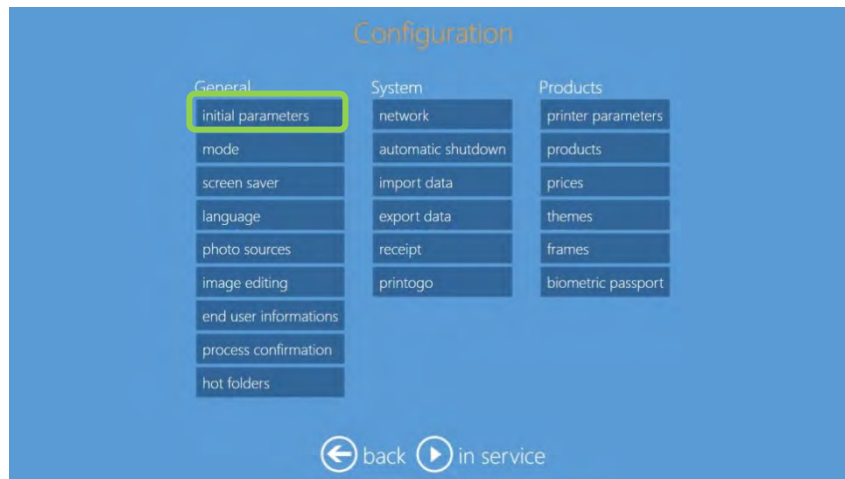 Configuration
General
initial parameters
mode
screen saver
language
photo sources
image editing
end user informations
process confirmation
hot folders
System
network
automatic shutdown
import data
export data
receipt
printogo
Products
printer parameters
products
prices
themes
frames
biometric passport
back in service